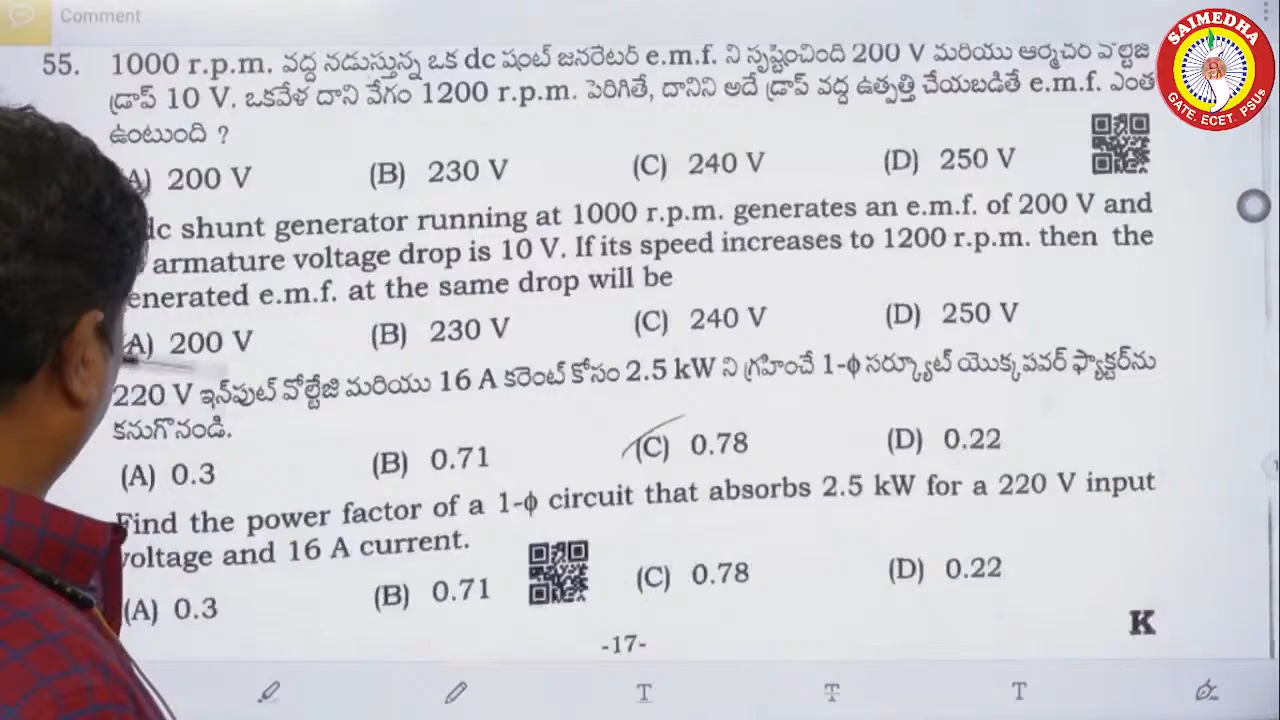 Comment
SAIMEDHA
GATE, ECET, PSUs
55. 1000 r.p.m. వద్ద నడుస్తున్న ఒక dc షంట్ జనరేటర్ e.m.f. ని సృష్టించింది 200 V మరియు ఆర్మేచర్ వోల్టేజి
డ్రాప్ 10 V. ఒకవేళ దాని వేగం 1200 r.p.m. పెరిగితే, దానిని అదే డ్రాప్ వద్ద ఉత్పత్తి చేయబడితే e.m.f. ఎంత
ఉంటుంది ?
A) 200 V (B) 230 V (C) 240 V (D) 250 V
dc shunt generator running at 1000 r.p.m. generates an e.m.f. of 200 V and
armature voltage drop is 10 V. If its speed increases to 1200 r.p.m. then the
enerated e.m.f. at the same drop will be
A) 200 V (B) 230 V (C) 240 V (D) 250 V
220 V ఇన్‌పుట్ వోల్టేజి మరియు 16 A కరెంట్ కోసం 2.5 kW ని గ్రహించే 1-ϕ సర్క్యూట్ యొక్క పవర్ ఫ్యాక్టర్‌ను
కనుగొనండి.
(A) 0.3 (B) 0.71 (C) 0.78 (D) 0.22
Find the power factor of a 1-ϕ circuit that absorbs 2.5 kW for a 220 V input
voltage and 16 A current.
(A) 0.3 (B) 0.71 (C) 0.78 (D) 0.22
K
-17-